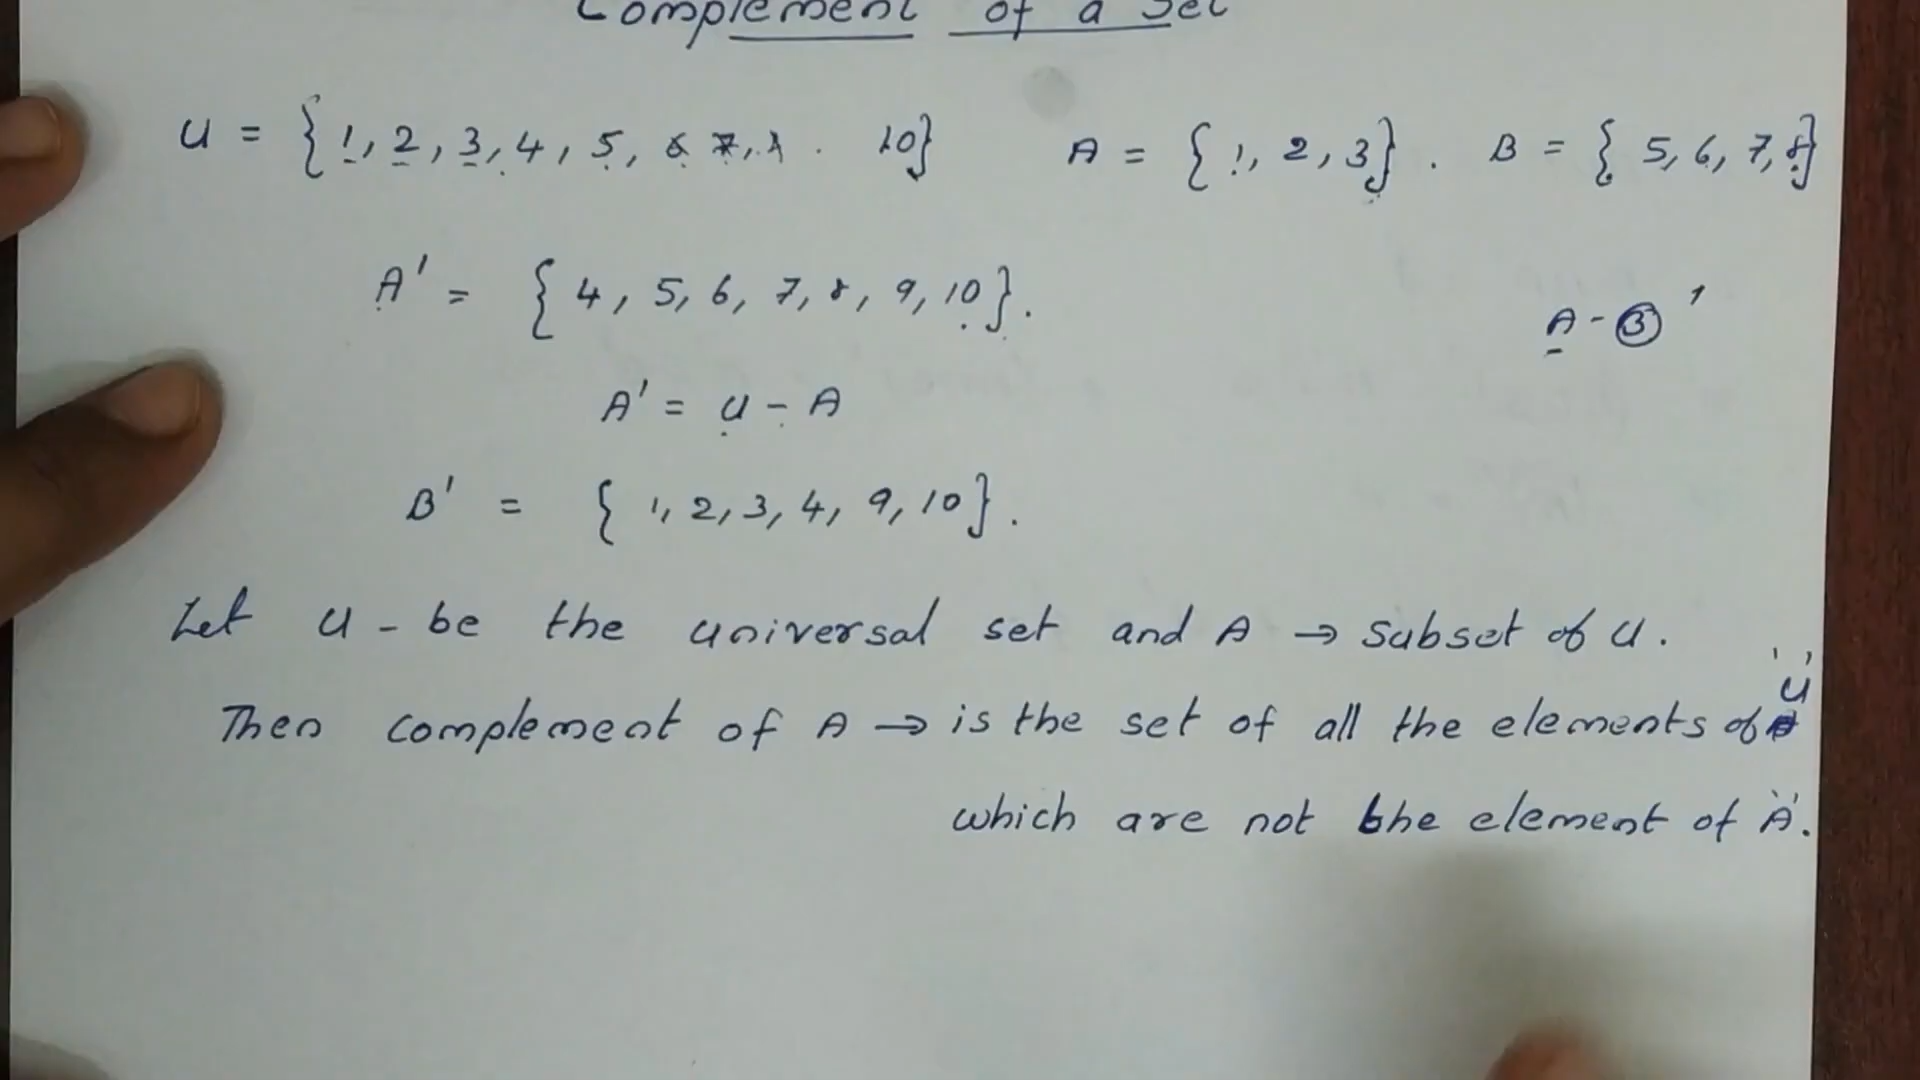 Complement of a Set
U = { 1, 2, 3, 4, 5, 6 7, . 10} A = { 1, 2, 3} . B = { 5, 6, 7, 8}
A' = { 4, 5, 6, 7, 8, 9, 10}.
A - B '
A' = U - A
B' = { 1, 2, 3, 4, 9, 10}.
Let U - be the universal set and A → subset of U.
Then complement of A → is the set of all the elements of U
which are not the element of A.